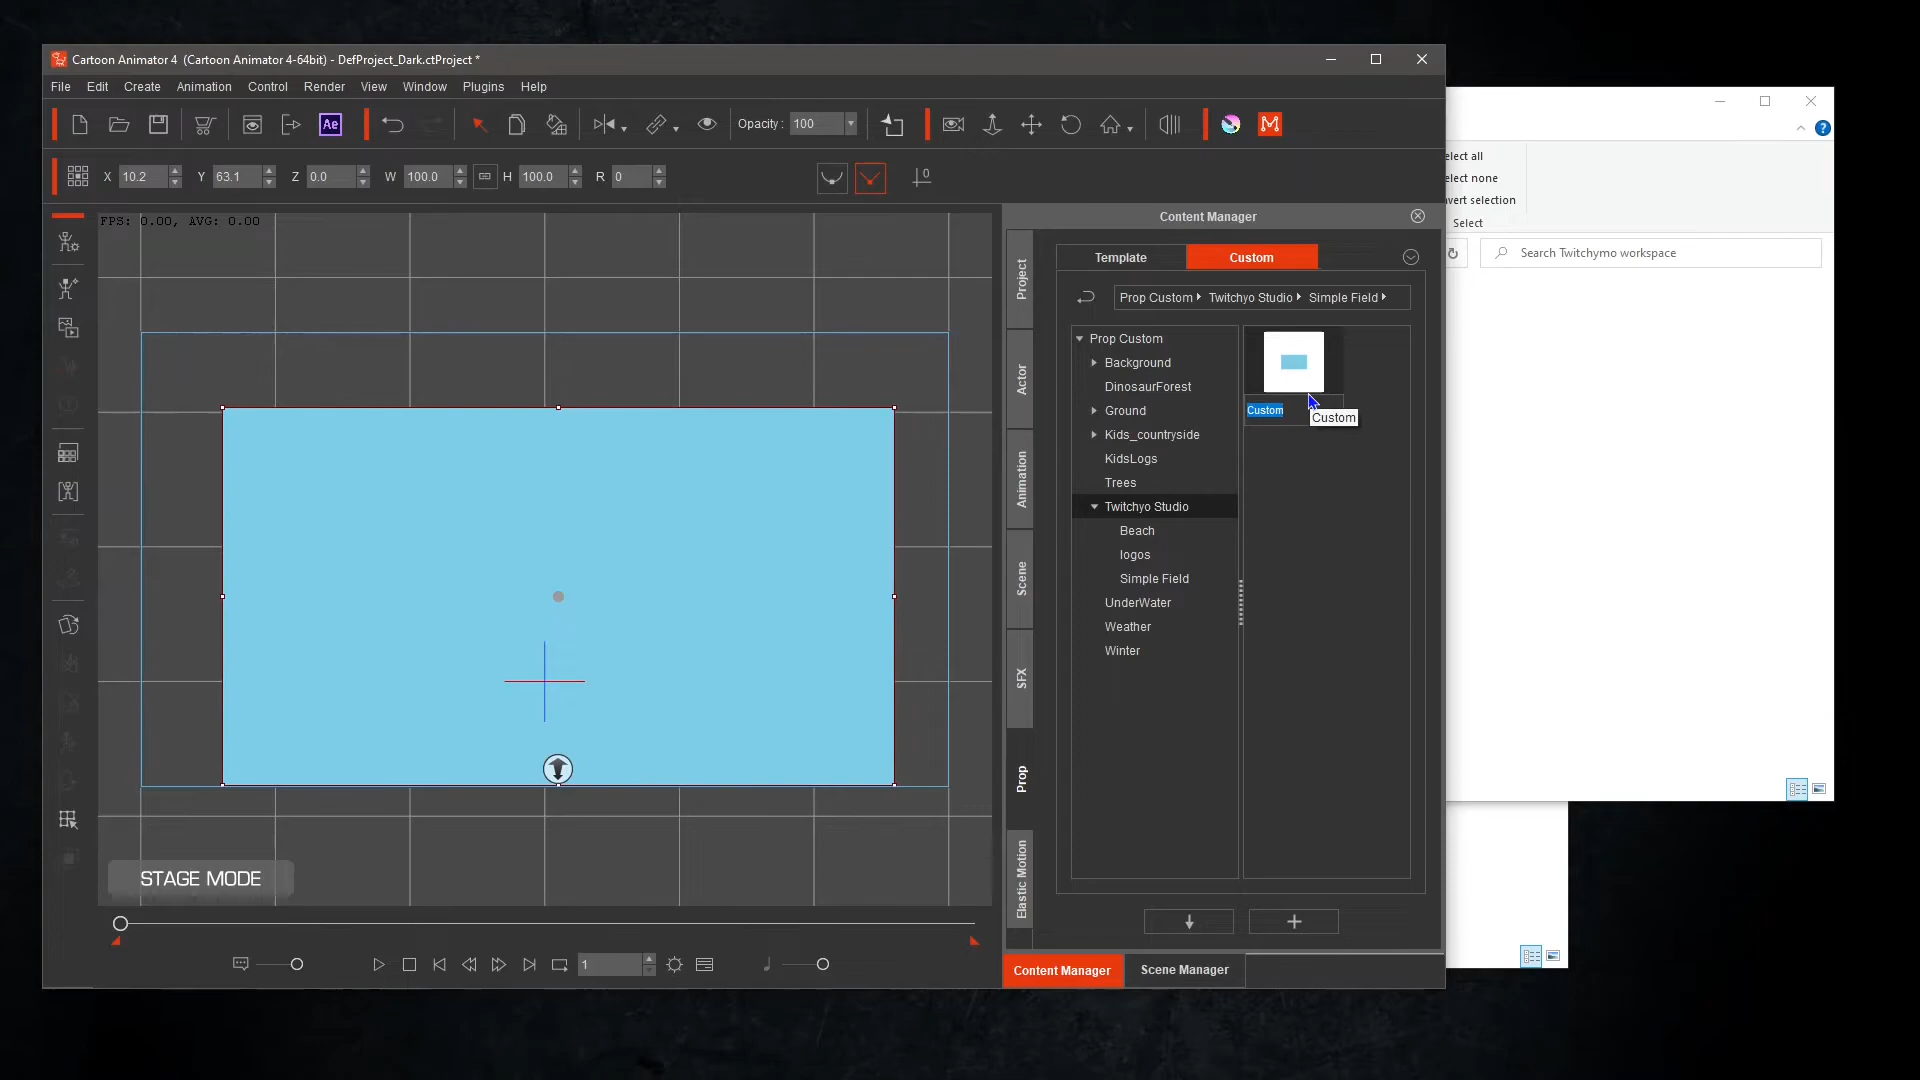 Cartoon Animator 4 (Cartoon Animator 4-64bit) - DefProject_Dark.ctProject *
File Edit Create Animation Control Render View Window Plugins Help
Ae
Opacity : 100
X 10.2 Y 63.1 Z 0.0 W 100.0 H 100.0 R 0
0
FPS: 0.00, AVG: 0.00
STAGE MODE
1
Content Manager
Project
Actor
Animation
Scene
SFX
Prop
Elastic Motion
Template Custom
Prop Custom Twitchyo Studio Simple Field
Prop Custom
Background
DinosaurForest
Ground
Kids_countryside
KidsLogs
Trees
Twitchyo Studio
Beach
logos
Simple Field
UnderWater
Weather
Winter
Custom
Custom
Content Manager Scene Manager
elect all
elect none
nvert selection
Select
Search Twitchymo workspace